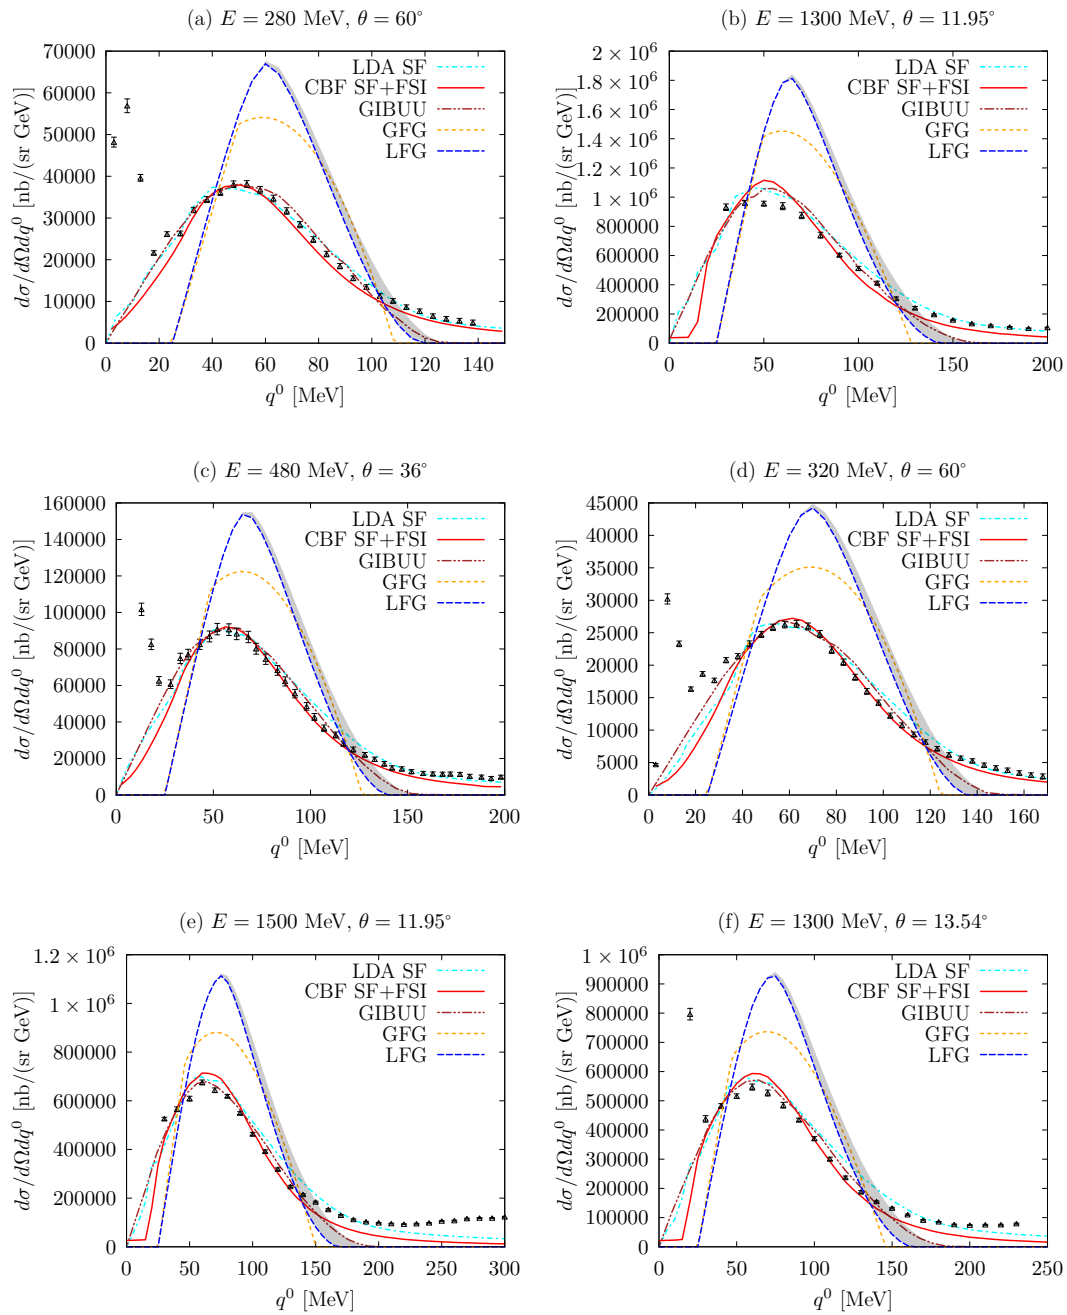 (a) E = 280 MeV, θ = 60°
dσ/dΩdq⁰ [nb/(sr GeV)]
70000
60000
50000
40000
30000
20000
10000
0
LDA SF
CBF SF+FSI
GIBUU
GFG
LFG
0 20 40 60 80 100 120 140
q⁰ [MeV]
(b) E = 1300 MeV, θ = 11.95°
dσ/dΩdq⁰ [nb/(sr GeV)]
2 × 10⁶
1.8 × 10⁶
1.6 × 10⁶
1.4 × 10⁶
1.2 × 10⁶
1 × 10⁶
800000
600000
400000
200000
0
LDA SF
CBF SF+FSI
GIBUU
GFG
LFG
0 50 100 150 200
q⁰ [MeV]
(c) E = 480 MeV, θ = 36°
dσ/dΩdq⁰ [nb/(sr GeV)]
160000
140000
120000
100000
80000
60000
40000
20000
0
LDA SF
CBF SF+FSI
GIBUU
GFG
LFG
0 50 100 150 200
q⁰ [MeV]
(d) E = 320 MeV, θ = 60°
dσ/dΩdq⁰ [nb/(sr GeV)]
45000
40000
35000
30000
25000
20000
15000
10000
5000
0
LDA SF
CBF SF+FSI
GIBUU
GFG
LFG
0 20 40 60 80 100 120 140 160
q⁰ [MeV]
(e) E = 1500 MeV, θ = 11.95°
dσ/dΩdq⁰ [nb/(sr GeV)]
1.2 × 10⁶
1 × 10⁶
800000
600000
400000
200000
0
LDA SF
CBF SF+FSI
GIBUU
GFG
LFG
0 50 100 150 200 250 300
q⁰ [MeV]
(f) E = 1300 MeV, θ = 13.54°
dσ/dΩdq⁰ [nb/(sr GeV)]
1 × 10⁶
900000
800000
700000
600000
500000
400000
300000
200000
100000
0
LDA SF
CBF SF+FSI
GIBUU
GFG
LFG
0 50 100 150 200 250
q⁰ [MeV]